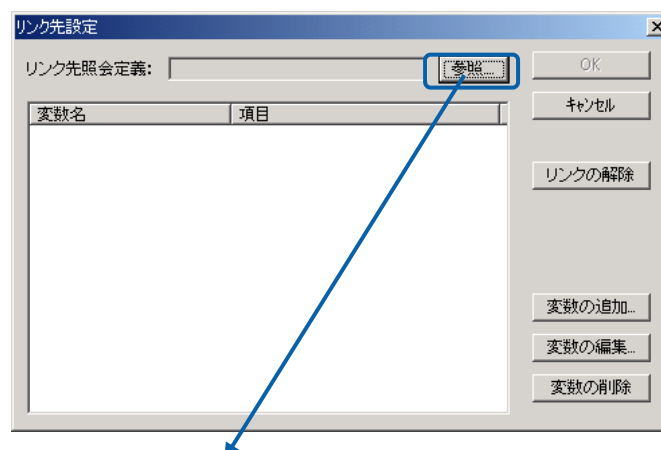 リンク先設定
リンク先照会定義: 参照... OK
変数名 項目 キャンセル
リンクの解除
変数の追加...
変数の編集...
変数の削除